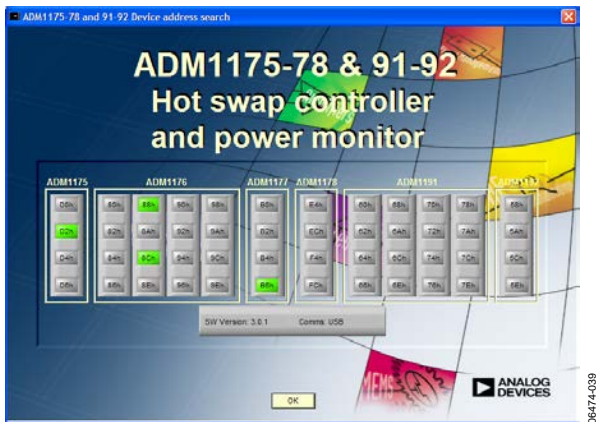 ADM1175-78 and 91-92 Device address search
ADM1175-78 & 91-92
Hot swap controller
and power monitor
ADM1175 ADM1176 ADM1177 ADM1178 ADM1191 ADM1192
D0h 80h 88h 90h 98h B0h E4h 60h 68h 70h 78h 58h
D2h 82h 8Ah 92h 9Ah B2h ECh 62h 6Ah 72h 7Ah 5Ah
D4h 84h 8Ch 94h 9Ch B4h F4h 64h 6Ch 74h 7Ch 5Ch
D6h 86h 8Eh 96h 9Eh B6h FCh 66h 6Eh 76h 7Eh 5Eh
SW Version: 3.0.1 Comms: USB
MEMS
OK
ANALOG
DEVICES
06474-039